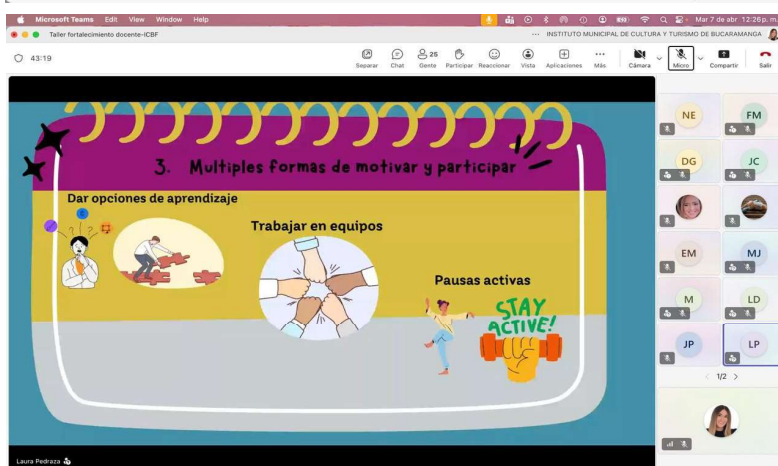 Microsoft Teams Edit View Window Help
Mar 7 de abr 12:26 p. m.
Taller fortalecimiento docente-ICBF
INSTITUTO MUNICIPAL DE CULTURA Y TURISMO DE BUCARAMANGA
43:19
25
Separar Chat Gente Participar Reaccionar Vista Aplicaciones Más Cámara Micro Compartir Salir
3. Multiples formas de motivar y participar
Dar opciones de aprendizaje
Trabajar en equipos
Pausas activas
STAY
ACTIVE!
NE FM
DG JC
EM MJ
M LD
JP LP
1/2
Laura Pedraza